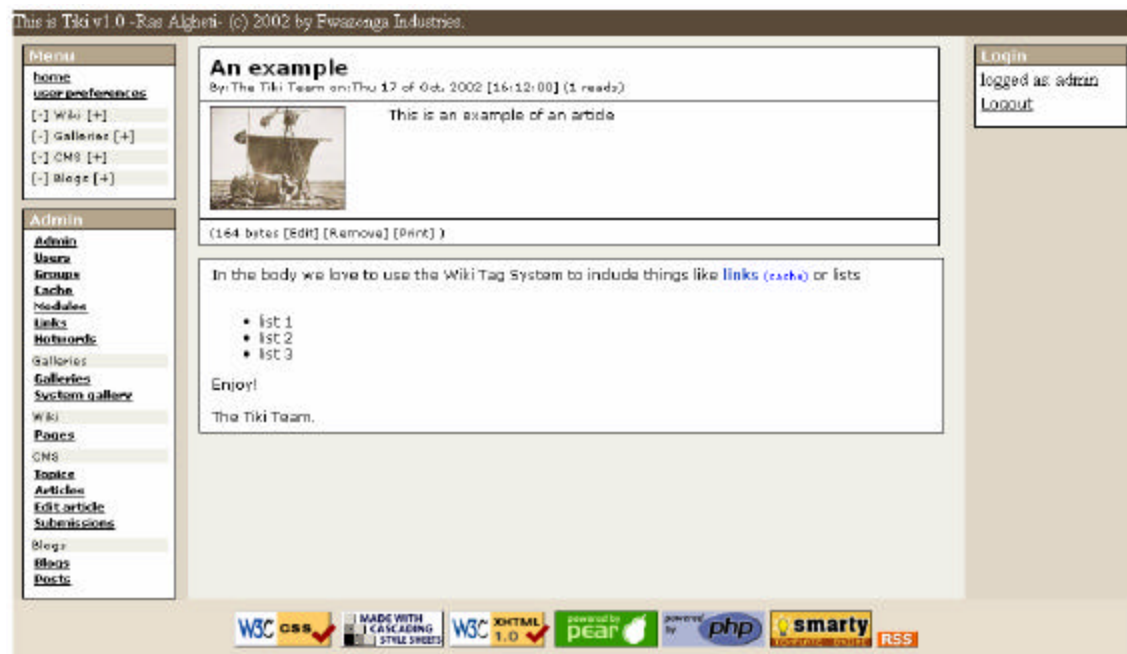 This is Tiki v1.0 -Ras Algheti- (c) 2002 by Fwazonga Industries.
Menu
home
user preferences
[-] Wiki [+]
[-] Galleries [+]
[-] CMS [+]
[-] Blogs [+]
Admin
Admin
Users
Groups
Cache
Modules
Links
Hotwords
Galleries
Galleries
System gallery
Wiki
Pages
CMS
Topics
Articles
Edit article
Submissions
Blogs
Blogs
Posts
An example
By:The Tiki Team on:Thu 17 of Oct. 2002 [16:12:00] (1 reads)
This is an example of an article
(164 bytes [Edit] [Remove] [Print] )
In the body we love to use the Wiki Tag System to include things like links (cache) or lists
• list 1
• list 2
• list 3
Enjoy!
The Tiki Team.
Login
logged as: admin
Logout
W3C CSS
MADE WITH
CASCADING
STYLE SHEETS
W3C XHTML
1.0
powered by
pear
powered
by php
smarty
TEMPLATE ENGINE
RSS